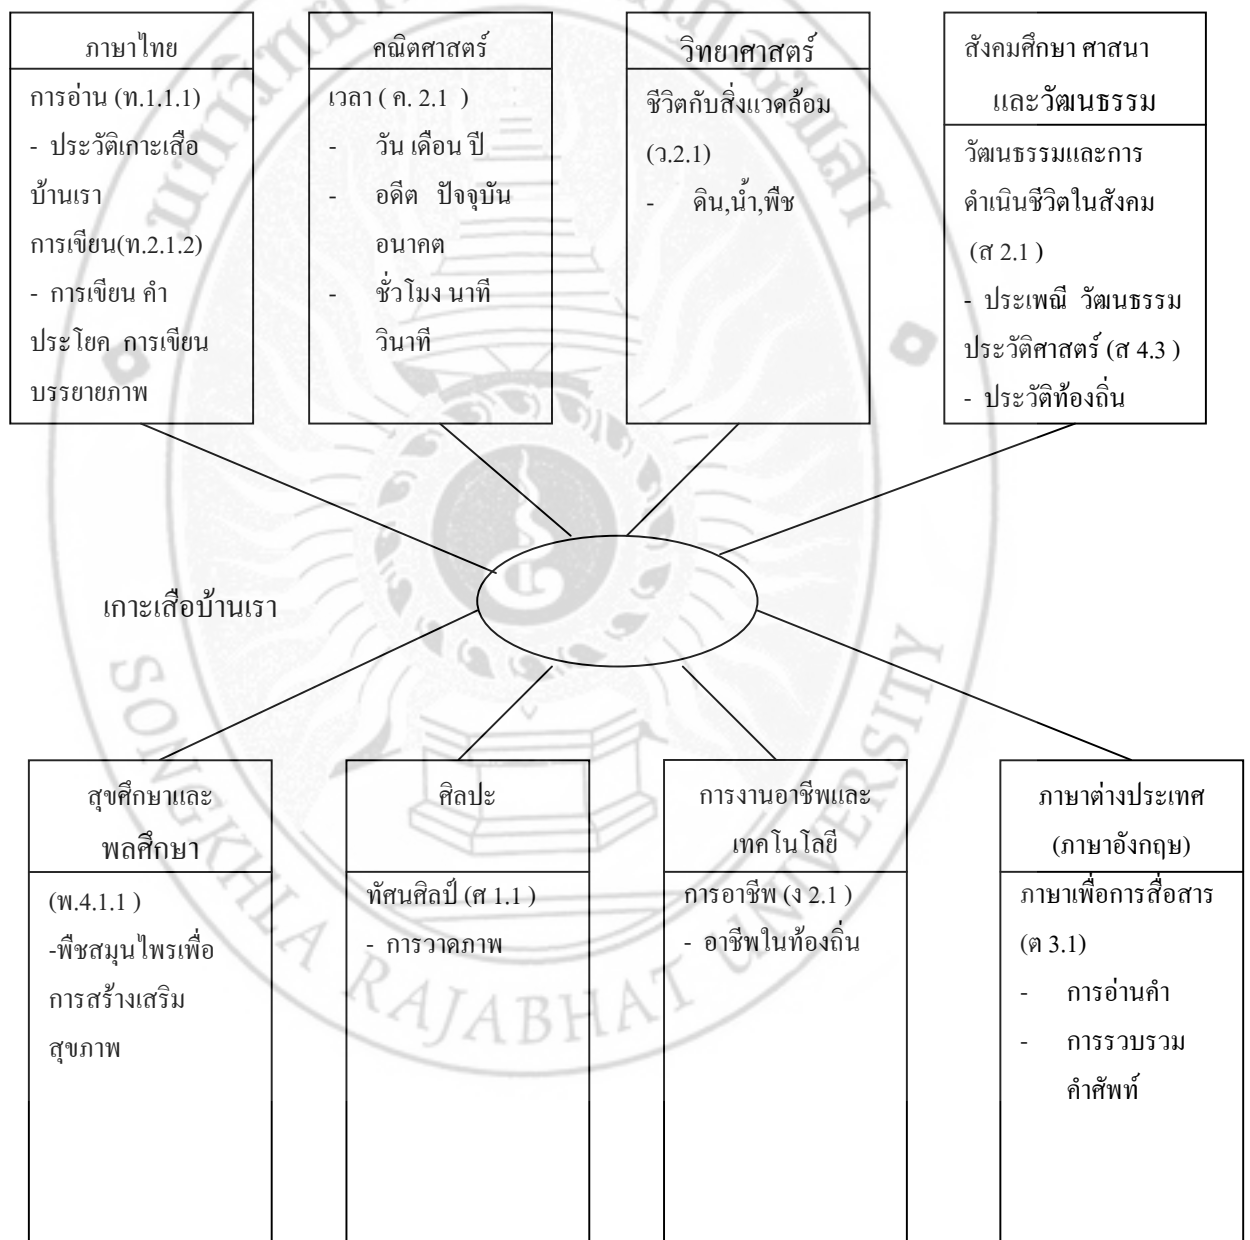 ภาษาไทย
การอ่าน (ท.1.1.1)
- ประวัติเกาะเสือ
บ้านเรา
การเขียน(ท.2.1.2)
- การเขียน คำ
ประโยค การเขียน
บรรยายภาพ
คณิตศาสตร์
เวลา ( ค. 2.1 )
- วัน เดือน ปี
- อดีต ปัจจุบัน
อนาคต
- ชั่วโมง นาที
วินาที
วิทยาศาสตร์
ชีวิตกับสิ่งแวดล้อม
(ว.2.1)
- ดิน,น้ำ,พืช
สังคมศึกษา ศาสนา
และวัฒนธรรม
วัฒนธรรมและการ
ดำเนินชีวิตในสังคม
(ส 2.1 )
- ประเพณี วัฒนธรรม
ประวัติศาสตร์ (ส 4.3 )
- ประวัติท้องถิ่น
เกาะเสือบ้านเรา
สุขศึกษาและ
พลศึกษา
(พ.4.1.1 )
-พืชสมุนไพรเพื่อ
การสร้างเสริม
สุขภาพ
ศิลปะ
ทัศนศิลป์ (ศ 1.1 )
- การวาดภาพ
การงานอาชีพและ
เทคโนโลยี
การอาชีพ (ง 2.1 )
- อาชีพในท้องถิ่น
ภาษาต่างประเทศ
(ภาษาอังกฤษ)
ภาษาเพื่อการสื่อสาร
(ต 3.1)
- การอ่านคำ
- การรวบรวม
คำศัพท์
SONGKHLA RAJABHAT UNIVERSITY